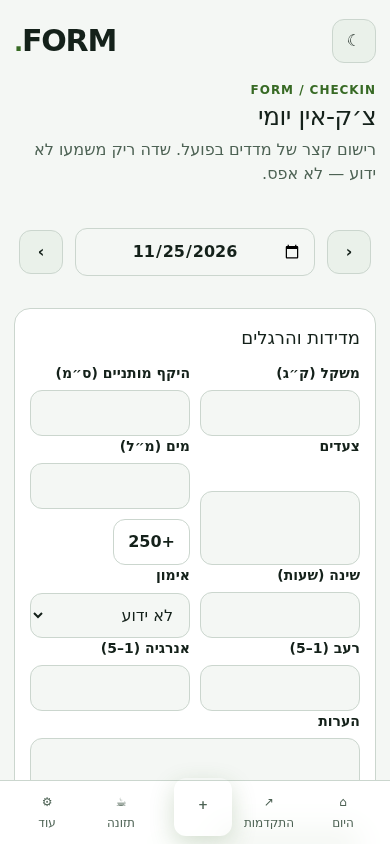 .FORM
FORM / CHECKIN
צ׳ק-אין יומי
רישום קצר של מדדים בפועל. שדה ריק משמעו לא
ידוע — לא אפס.
11/25/2026
מדידות והרגלים
משקל (ק״ג)
היקף מותניים (ס״מ)
צעדים
מים (מ״ל)
250+
שינה (שעות)
אימון
לא ידוע
רעב (1–5)
אנרגיה (1–5)
הערות
היום
התקדמות
+
תזונה
עוד